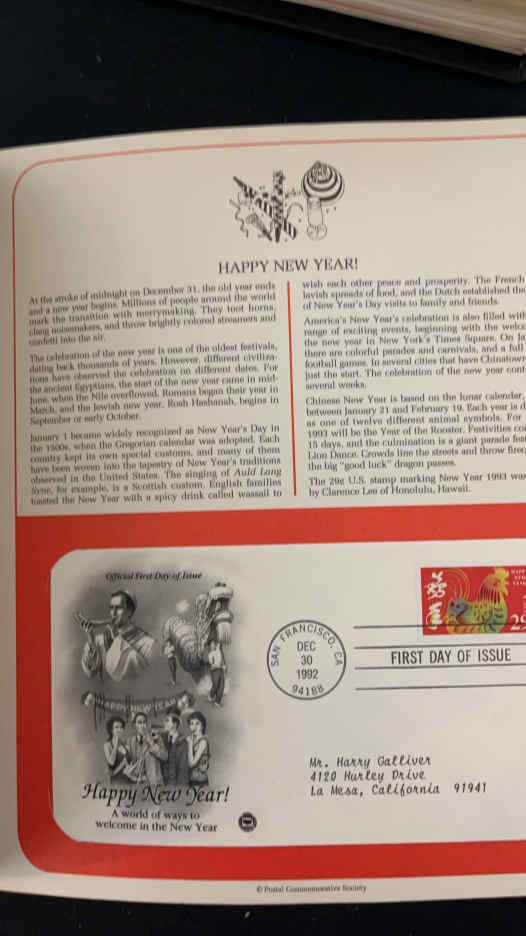 HAPPY NEW YEAR!
At the stroke of midnight on December 31, the old year ends
and a new year begins. Millions of people around the world
mark the transition with merrymaking. They toot horns,
clang noisemakers, and throw brightly colored streamers and
confetti into the air.
The celebration of the new year is one of the oldest festivals,
dating back thousands of years. However, different civiliza-
tions have observed the celebration on different dates. For
the ancient Egyptians, the start of the new year came in mid-
June, when the Nile overflowed. Romans began their year in
March, and the Jewish new year, Rosh Hashanah, begins in
September or early October.
January 1 became widely recognized as New Year's Day in
the 1500s, when the Gregorian calendar was adopted. Each
country kept its own special customs, and many of them
have been woven into the tapestry of New Year's traditions
observed in the United States. The singing of Auld Lang
Syne, for example, is a Scottish custom. English families
toasted the New Year with a spicy drink called wassail to
wish each other peace and prosperity. The French
lavish spreads of food, and the Dutch established the
of New Year's Day visits to family and friends.
America's New Year's celebration is also filled with
range of exciting events, beginning with the welco
the new year in New York's Times Square. On Ja
there are colorful parades and carnivals, and a full
football games. In several cities that have Chinatown
just the start. The celebration of the new year cont
several weeks.
Chinese New Year is based on the lunar calendar,
between January 21 and February 19. Each year is d
as one of twelve different animal symbols. For
1993 will be the Year of the Rooster. Festivities co
15 days, and the culmination is a giant parade fea
Lion Dance. Crowds line the streets and throw firec
the big "good luck" dragon passes.
The 29¢ U.S. stamp marking New Year 1993 was
by Clarence Lee of Honolulu, Hawaii.
Official First Day of Issue
HAPPY NEW YEAR
Happy New Year!
A world of ways to
welcome in the New Year
SAN FRANCISCO, CA
DEC
30
1992
94188
FIRST DAY OF ISSUE
HAPPY
NEW
YEAR
29
Mr. Harry Galliver
4120 Hurley Drive
La Mesa, California 91941
© Postal Commemorative Society